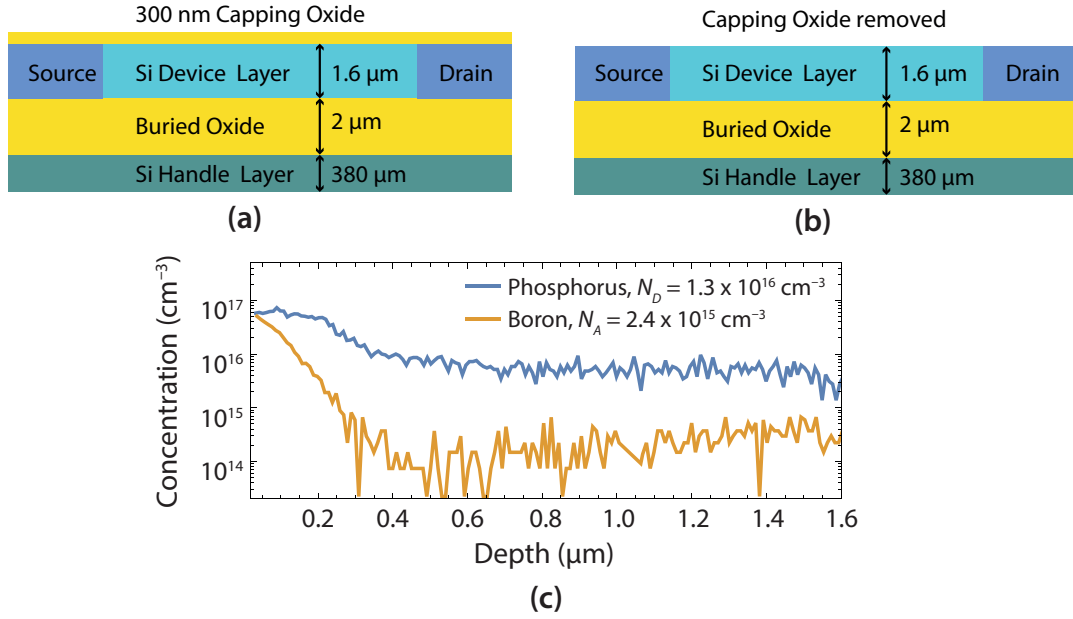 300 nm Capping Oxide
Source Si Device Layer 1.6 μm Drain
Buried Oxide 2 μm
Si Handle Layer 380 μm
(a)
Capping Oxide removed
Source Si Device Layer 1.6 μm Drain
Buried Oxide 2 μm
Si Handle Layer 380 μm
(b)
Concentration (cm⁻³)
10¹⁷
10¹⁶
10¹⁵
10¹⁴
Phosphorus, N_D = 1.3 x 10¹⁶ cm⁻³
Boron, N_A = 2.4 x 10¹⁵ cm⁻³
0.2 0.4 0.6 0.8 1.0 1.2 1.4 1.6
Depth (μm)
(c)